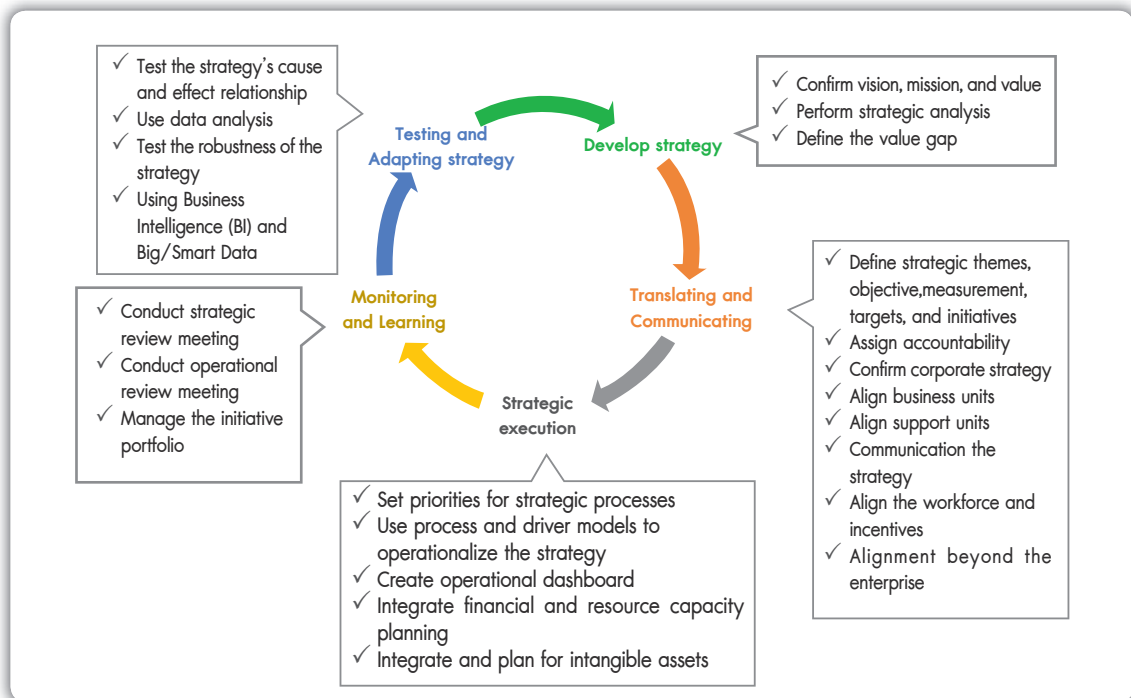 ✓ Test the strategy's cause
and effect relationship
✓ Use data analysis
✓ Test the robustness of the
strategy
✓ Using Business
Intelligence (BI) and
Big/Smart Data
Testing and
Adapting strategy
Develop strategy
✓ Confirm vision, mission, and value
✓ Perform strategic analysis
✓ Define the value gap
✓ Conduct strategic
review meeting
✓ Conduct operational
review meeting
✓ Manage the initiative
portfolio
Monitoring
and Learning
Translating and
Communicating
✓ Define strategic themes,
objective,measurement,
targets, and initiatives
✓ Assign accountability
✓ Confirm corporate strategy
✓ Align business units
✓ Align support units
✓ Communication the
strategy
✓ Align the workforce and
incentives
✓ Alignment beyond the
enterprise
Strategic
execution
✓ Set priorities for strategic processes
✓ Use process and driver models to
operationalize the strategy
✓ Create operational dashboard
✓ Integrate financial and resource capacity
planning
✓ Integrate and plan for intangible assets